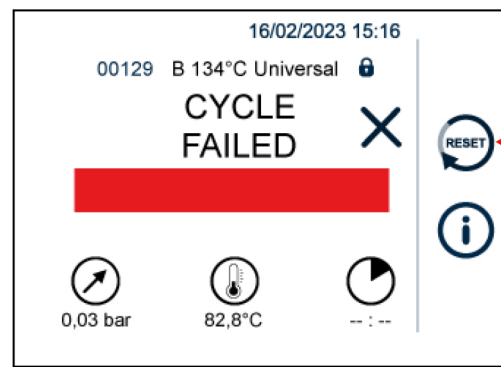 16/02/2023 15:16
00129 B 134°C Universal
CYCLE
FAILED
RESET
i
0,03 bar 82,8°C -- : --